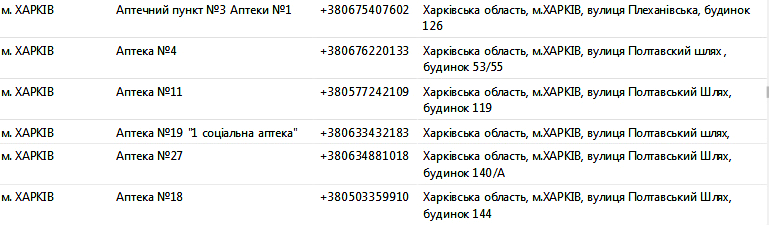 м. ХАРКІВ Аптечний пункт №3 Аптеки №1 +380675407602 Харківська область, м.ХАРКІВ, вулиця Плеханівська, будинок
126
м. ХАРКІВ Аптека №4 +380676220133 Харківська область, м.ХАРКІВ, вулиця Полтавский шлях ,
будинок 53/55
м. ХАРКІВ Аптека №11 +380577242109 Харківська область, м.ХАРКІВ, вулиця Полтавський Шлях,
будинок 119
м. ХАРКІВ Аптека №19 "1 соціальна аптека" +380633432183 Харківська область, м.ХАРКІВ, вулиця Полтавський шлях,
м. ХАРКІВ Аптека №27 +380634881018 Харківська область, м.ХАРКІВ, вулиця Полтавський Шлях,
будинок 140/А
м. ХАРКІВ Аптека №18 +380503359910 Харківська область, м.ХАРКІВ, вулиця Полтавський Шлях,
будинок 144